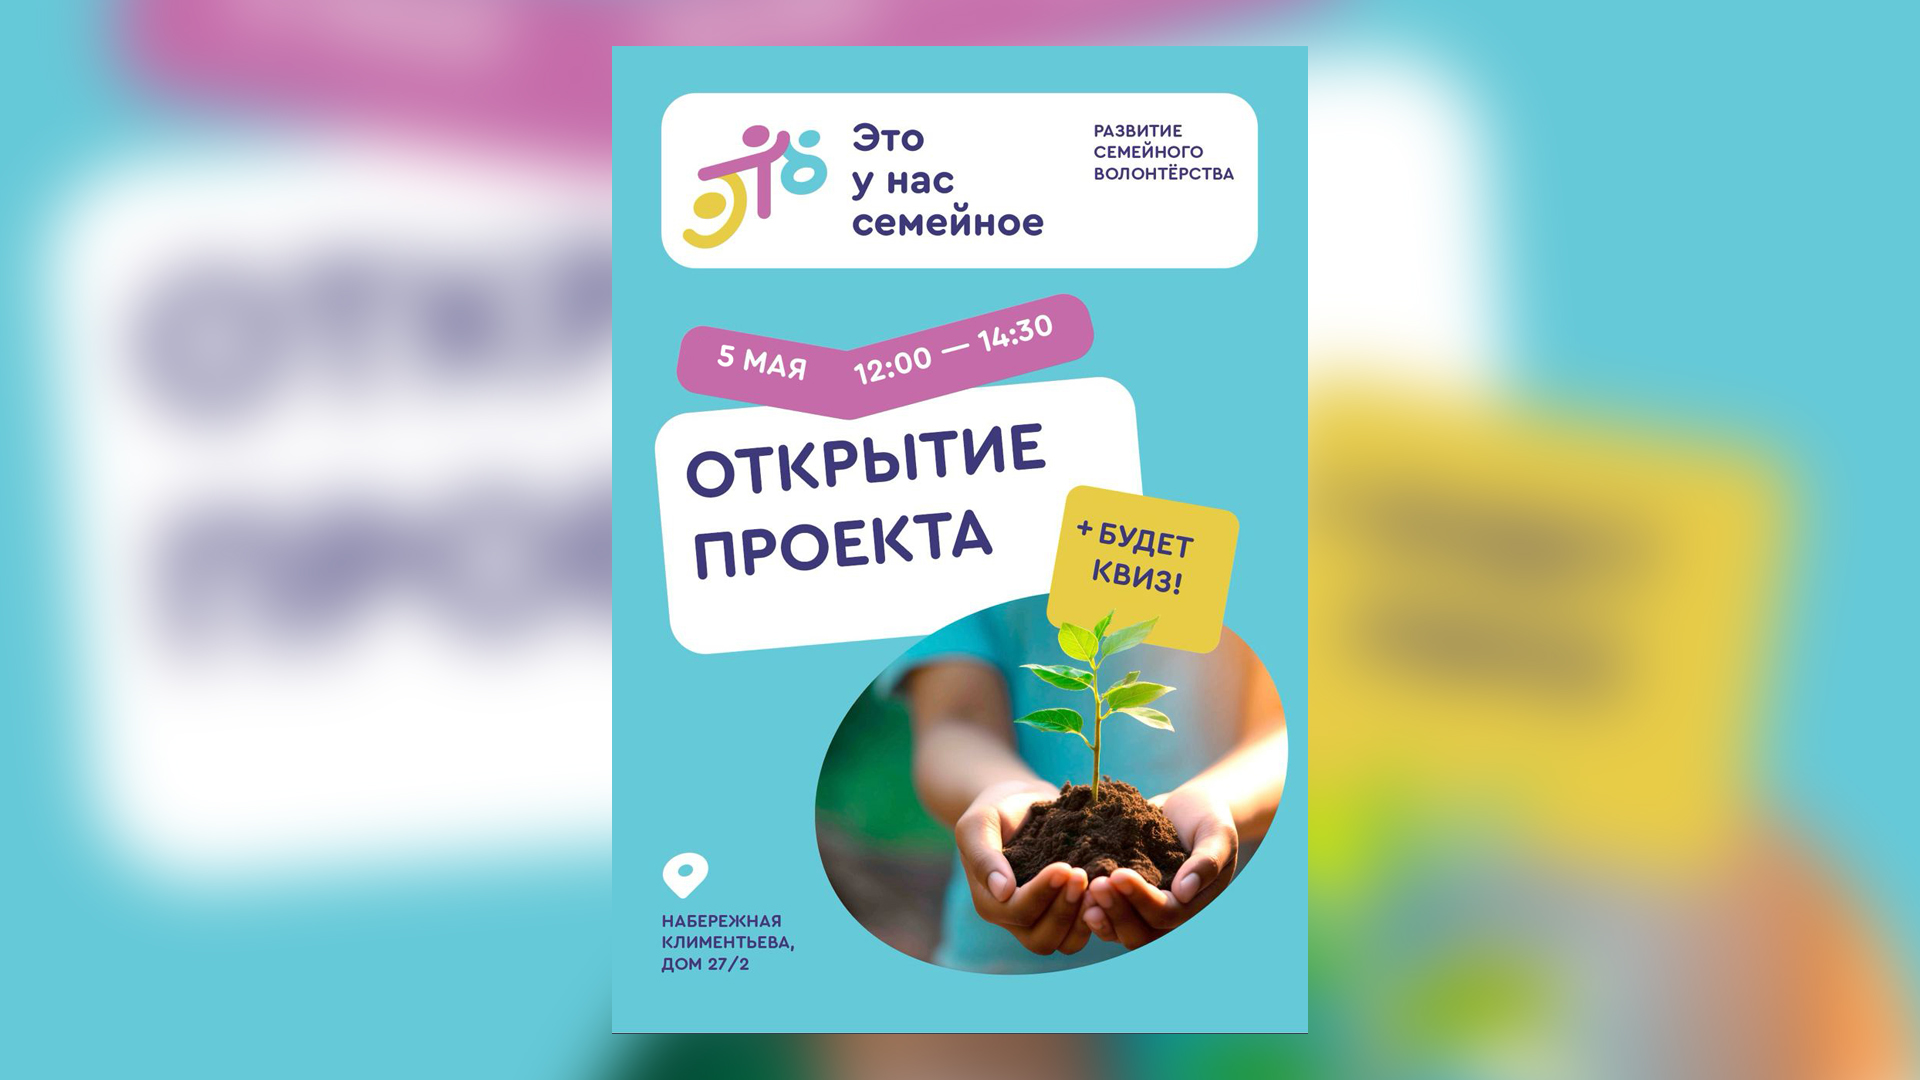 Это
у нас
семейное
РАЗВИТИЕ
СЕМЕЙНОГО
ВОЛОНТЁРСТВА
5 МАЯ 12:00 — 14:30
ОТКРЫТИЕ
ПРОЕКТА
+ БУДЕТ
КВИЗ!
НАБЕРЕЖНАЯ
КЛИМЕНТЬЕВА,
ДОМ 27/2